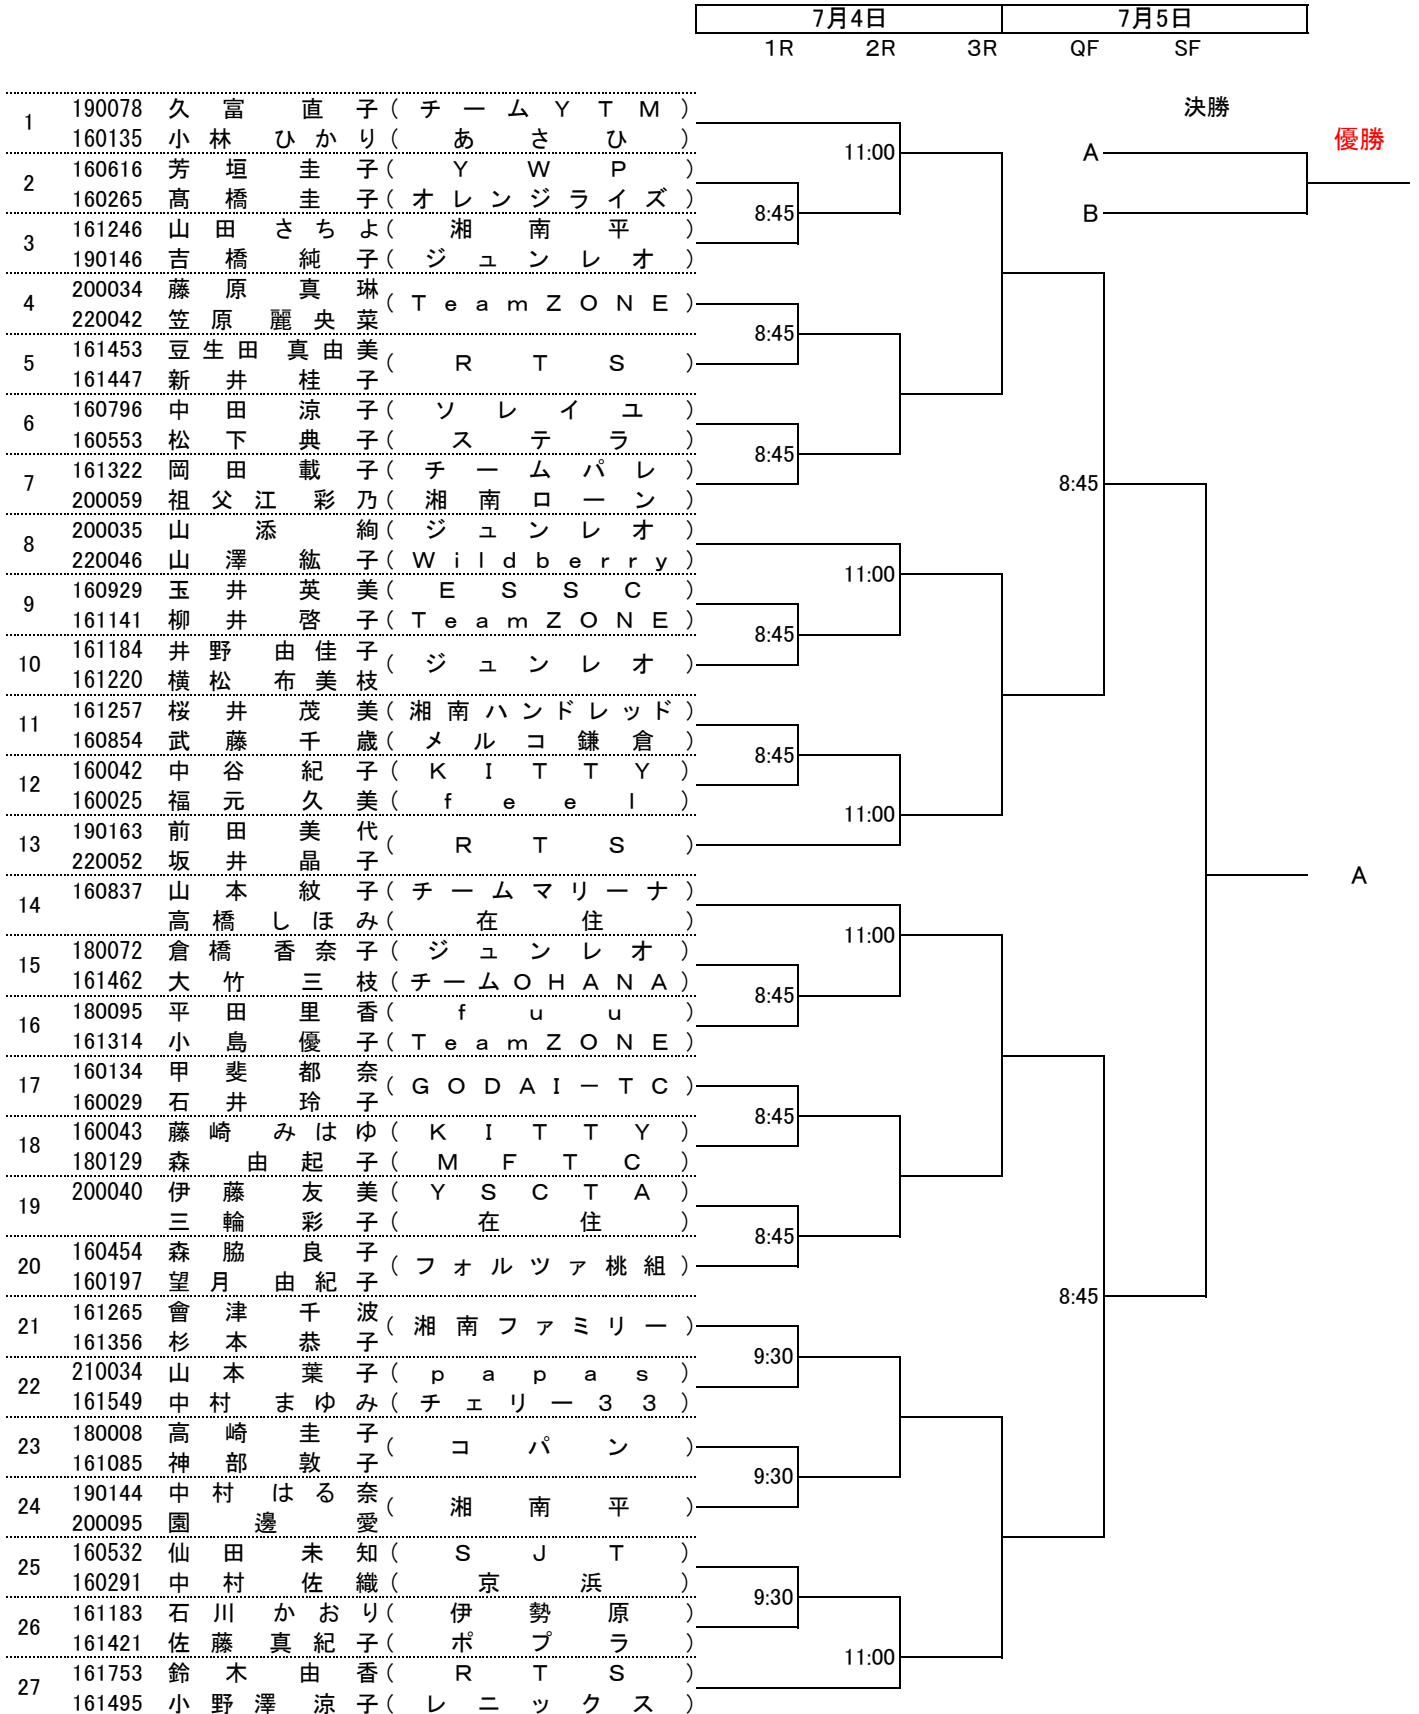 7月4日 7月5日
1R 2R 3R QF SF
決勝
優勝
A
B
1 190078 久富 直子(チームＹＴＭ)
160135 小林 ひかり(あさひ)
11:00
2 160616 芳垣 圭子(ＹＷＰ)
160265 髙橋 圭子(オレンジライズ)
8:45
3 161246 山田 さちよ(湘南平)
190146 吉橋 純子(ジュンレオ)
4 200034 藤原 真琳
(ＴｅａｍＺＯＮＥ)
220042 笠原 麗央菜
8:45
5 161453 豆生田 真由美
(ＲＴＳ)
161447 新井 桂子
6 160796 中田 涼子(ソレイユ)
160553 松下 典子(ステラ)
8:45
7 161322 岡田 載子(チームパレ)
200059 祖父江 彩乃(湘南ローン)
8:45
8 200035 山添 絢(ジュンレオ)
220046 山澤 紘子(Ｗｉｌｄｂｅｒｒｙ)
11:00
9 160929 玉井 英美(ＥＳＳＣ)
161141 柳井 啓子(ＴｅａｍＺＯＮＥ)
8:45
10 161184 井野 由佳子
(ジュンレオ)
161220 横松 布美枝
11 161257 桜井 茂美(湘南ハンドレッド)
160854 武藤 千歳(メルコ鎌倉)
8:45
12 160042 中谷 紀子(ＫＩＴＴＹ)
160025 福元 久美(ｆｅｅｌ)
11:00
13 190163 前田 美代
(ＲＴＳ)
220052 坂井 晶子
A
14 160837 山本 紋子(チームマリーナ)
高橋 しほみ(在住)
11:00
15 180072 倉橋 香奈子(ジュンレオ)
161462 大竹 三枝(チームＯＨＡＮＡ)
8:45
16 180095 平田 里香(ｆｕｕ)
161314 小島 優子(ＴｅａｍＺＯＮＥ)
17 160134 甲斐 都奈
(ＧＯＤＡＩ－ＴＣ)
160029 石井 玲子
8:45
18 160043 藤崎 みはゆ(ＫＩＴＴＹ)
180129 森 由起子(ＭＦＴＣ)
19 200040 伊藤 友美(ＹＳＣＴＡ)
三輪 彩子(在住)
8:45
20 160454 森脇 良子
(フォルツァ桃組)
160197 望月 由紀子
8:45
21 161265 會津 千波
(湘南ファミリー)
161356 杉本 恭子
9:30
22 210034 山本 葉子(ｐａｐａｓ)
161549 中村 まゆみ(チェリー３３)
23 180008 高崎 圭子
(コパン)
161085 神部 敦子
9:30
24 190144 中村 はる奈
(湘南平)
200095 園邊 愛
25 160532 仙田 未知(ＳＪＴ)
160291 中村 佐織(京浜)
9:30
26 161183 石川 かおり(伊勢原)
161421 佐藤 真紀子(ポプラ)
11:00
27 161753 鈴木 由香(ＲＴＳ)
161495 小野澤 涼子(レニックス)